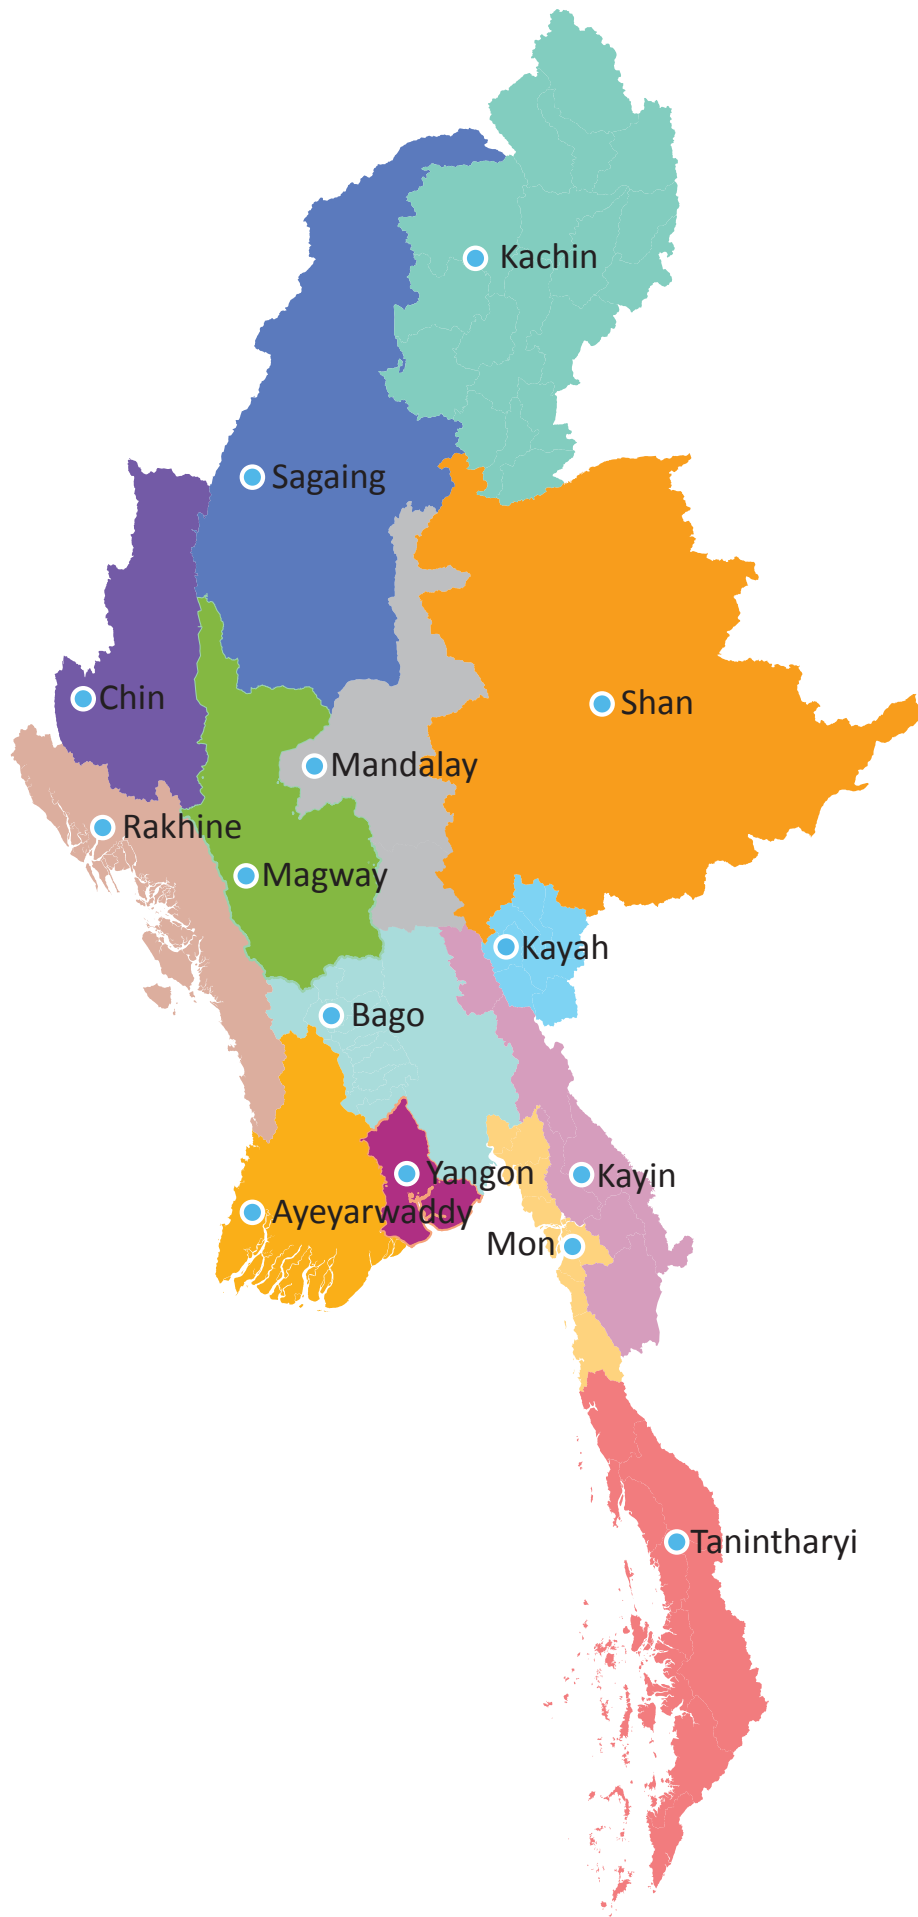 Kachin
Sagaing
Chin
Shan
Mandalay
Rakhine
Magway
Kayah
Bago
Yangon
Kayin
Ayeyarwaddy
Mon
Tanintharyi